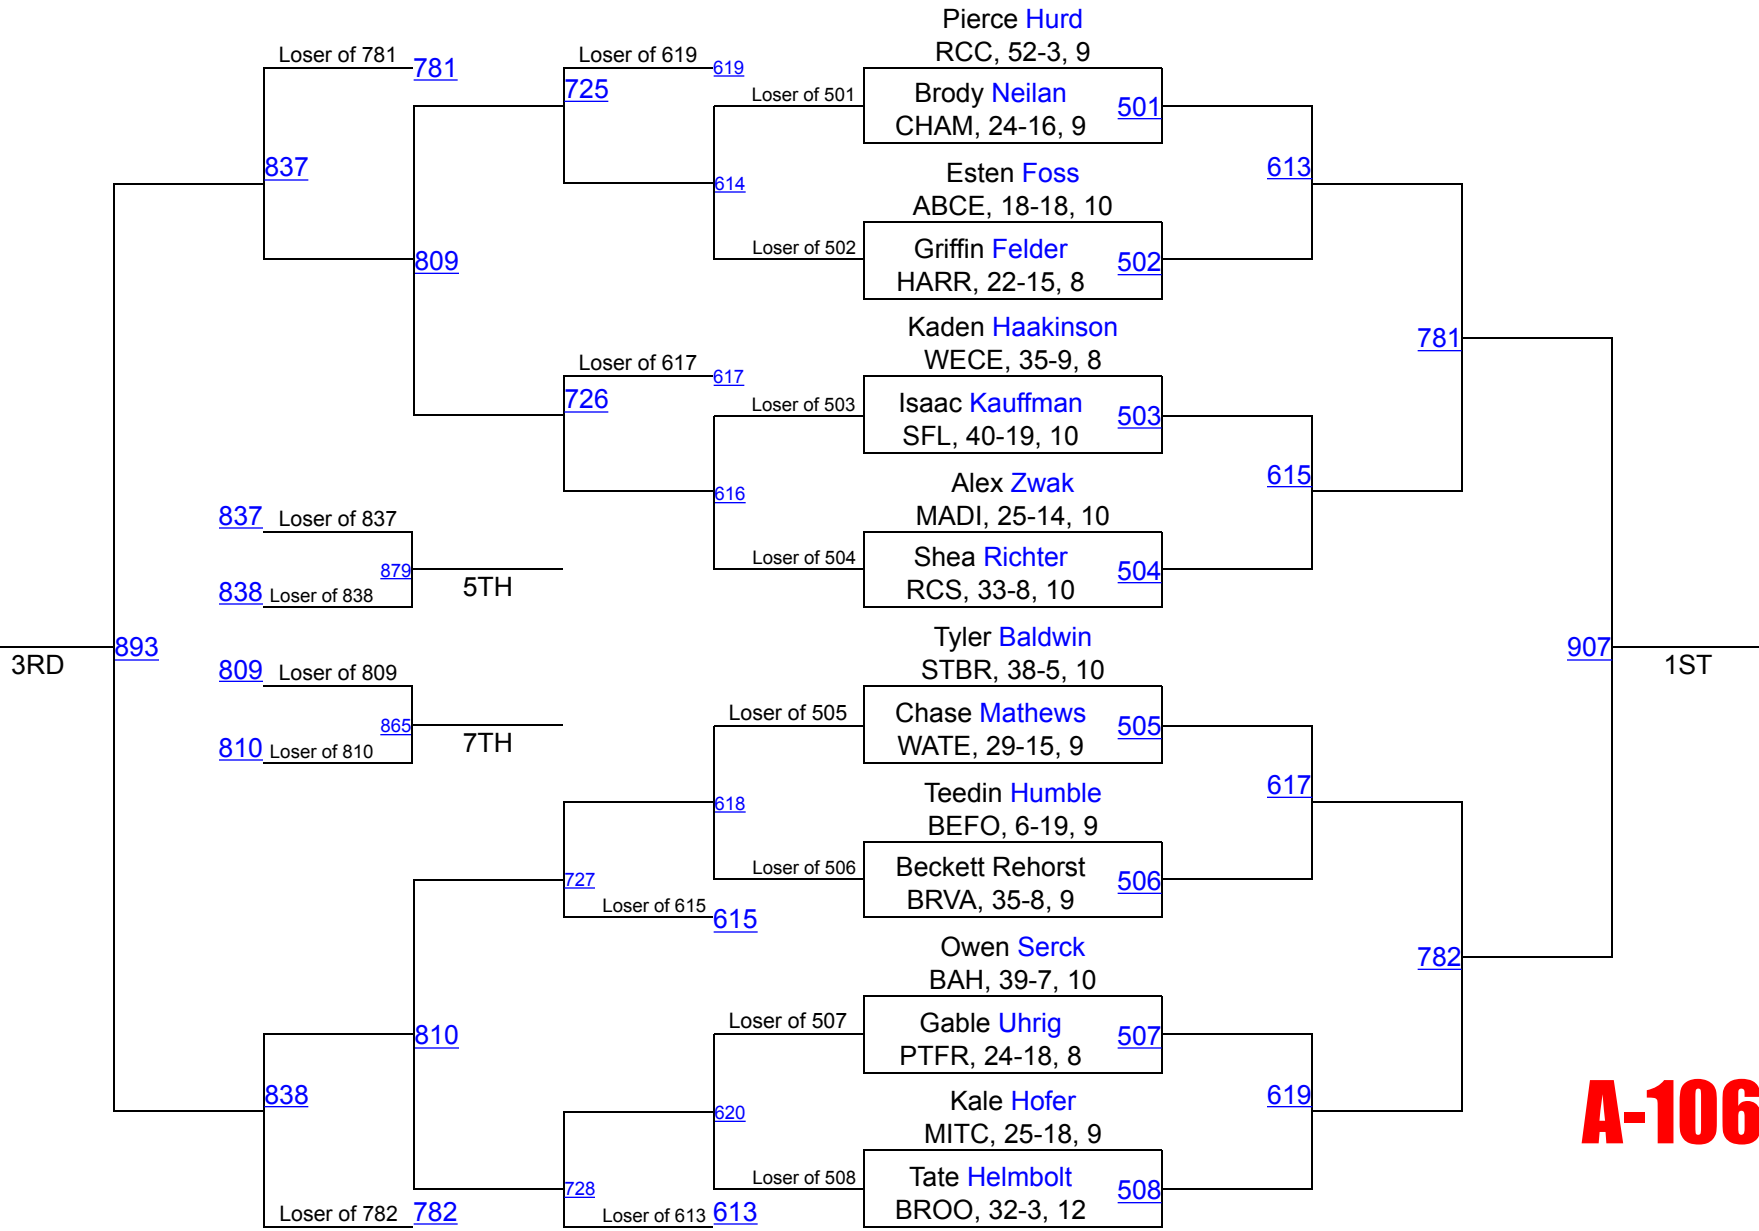 Pierce Hurd
RCC, 52-3, 9
Loser of 781 781
Loser of 619 619
725
Loser of 501
Brody Neilan
CHAM, 24-16, 9
501
837
614
Esten Foss
ABCE, 18-18, 10
613
809
Loser of 502
Griffin Felder
HARR, 22-15, 8
502
Kaden Haakinson
WECE, 35-9, 8
781
Loser of 617 617
726
Loser of 503
Isaac Kauffman
SFL, 40-19, 10
503
616
Alex Zwak
MADI, 25-14, 10
615
837 Loser of 837
879
5TH
838 Loser of 838
Loser of 504
Shea Richter
RCS, 33-8, 10
504
Tyler Baldwin
STBR, 38-5, 10
3RD
893
907
1ST
809 Loser of 809
865
7TH
810 Loser of 810
Loser of 505
Chase Mathews
WATE, 29-15, 9
505
618
Teedin Humble
BEFO, 6-19, 9
617
727
Loser of 506
Beckett Rehorst
BRVA, 35-8, 9
506
Loser of 615 615
Owen Serck
BAH, 39-7, 10
782
810
Loser of 507
Gable Uhrig
PTFR, 24-18, 8
507
838
620
Kale Hofer
MITC, 25-18, 9
619
A-106
728
Loser of 508
Tate Helmbolt
BROO, 32-3, 12
508
Loser of 782 782
Loser of 613 613